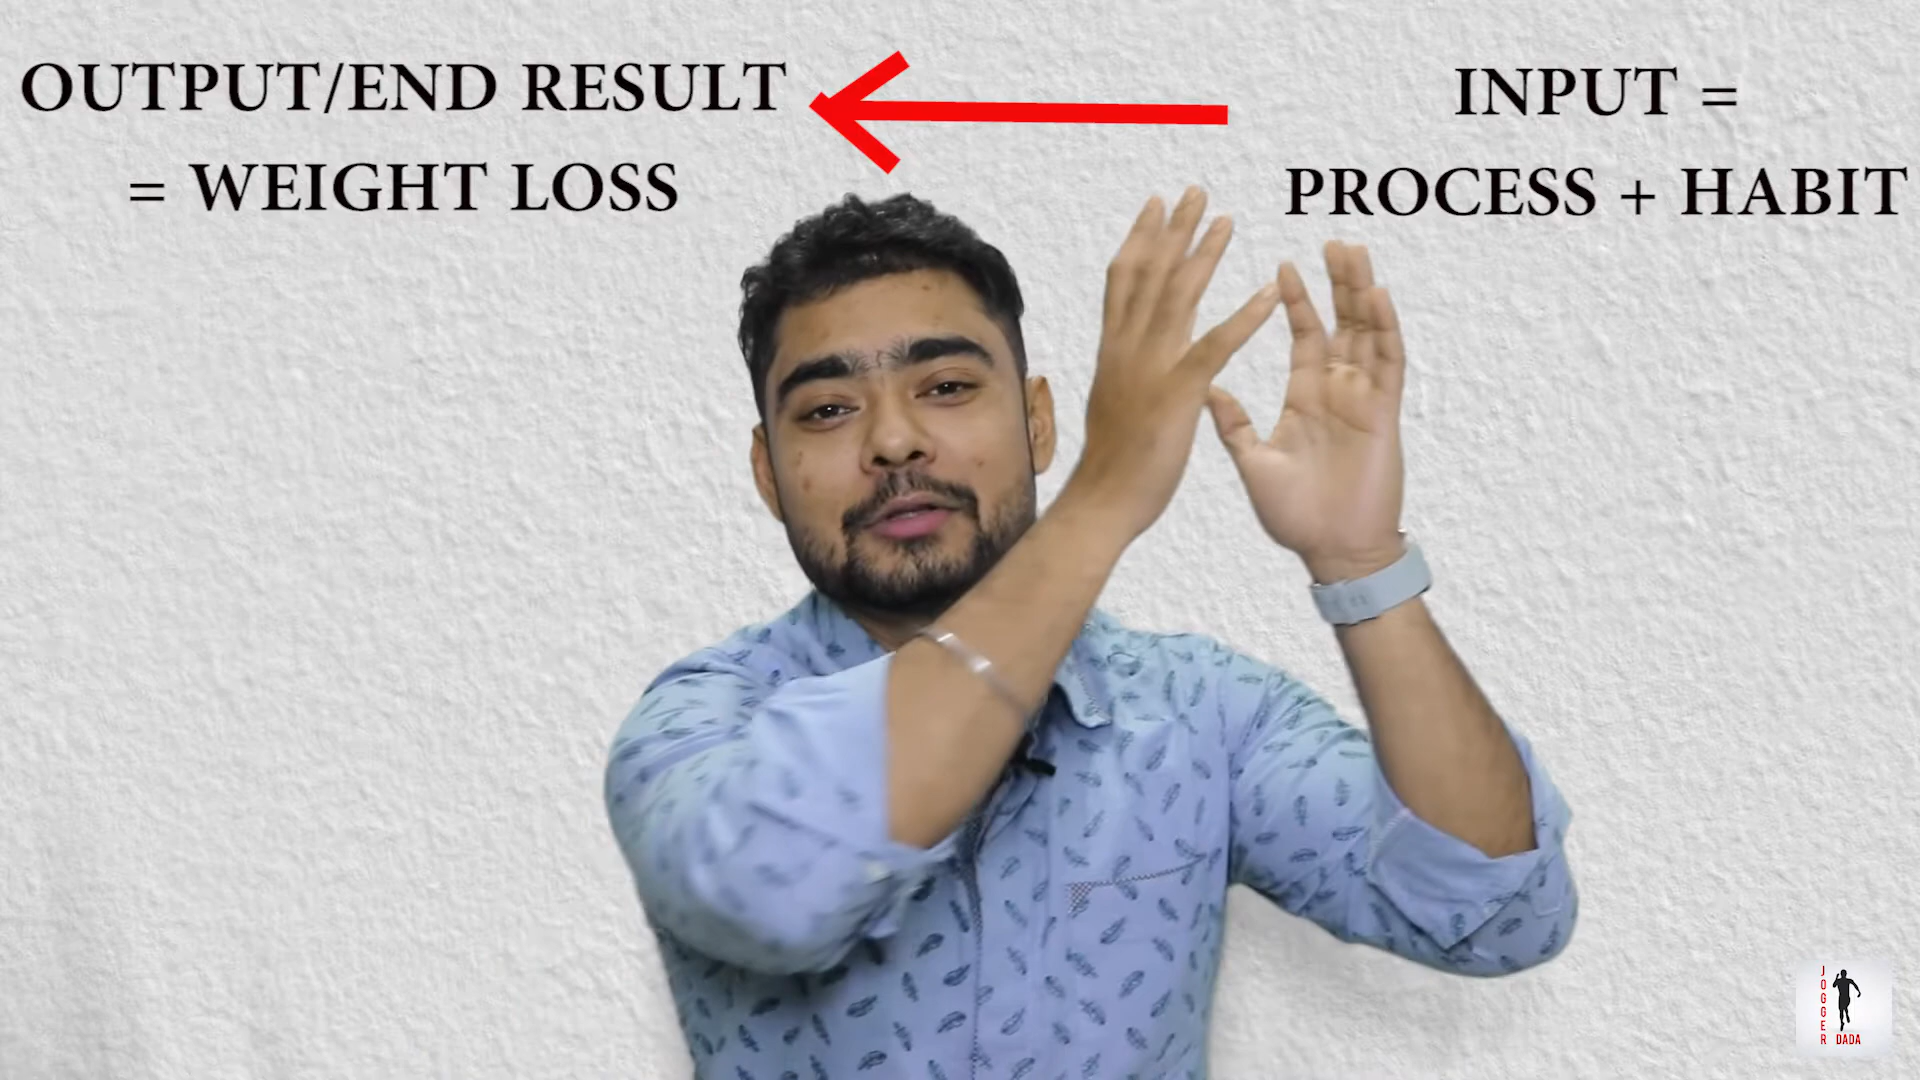 OUTPUT/END RESULT
= WEIGHT LOSS
INPUT =
PROCESS + HABIT
JOGGER
DADA